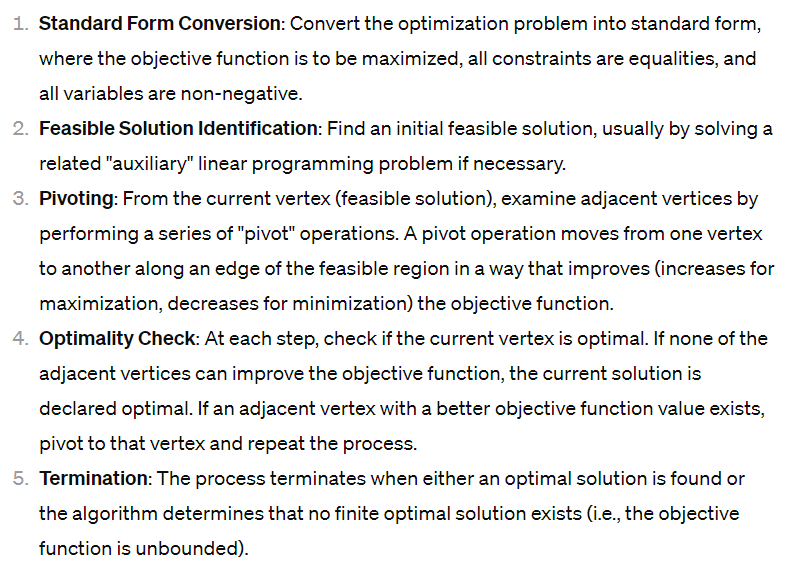 1. Standard Form Conversion: Convert the optimization problem into standard form,
where the objective function is to be maximized, all constraints are equalities, and
all variables are non-negative.
2. Feasible Solution Identification: Find an initial feasible solution, usually by solving a
related "auxiliary" linear programming problem if necessary.
3. Pivoting: From the current vertex (feasible solution), examine adjacent vertices by
performing a series of "pivot" operations. A pivot operation moves from one vertex
to another along an edge of the feasible region in a way that improves (increases for
maximization, decreases for minimization) the objective function.
4. Optimality Check: At each step, check if the current vertex is optimal. If none of the
adjacent vertices can improve the objective function, the current solution is
declared optimal. If an adjacent vertex with a better objective function value exists,
pivot to that vertex and repeat the process.
5. Termination: The process terminates when either an optimal solution is found or
the algorithm determines that no finite optimal solution exists (i.e., the objective
function is unbounded).